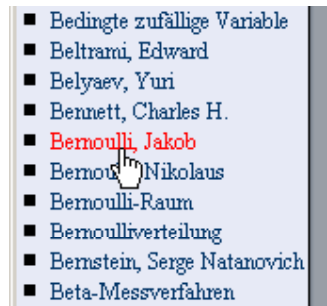 Bedingte zufällige Variable
Beltrami, Edward
Belyaev, Yuri
Bennett, Charles H.
Bernoulli, Jakob
Nikolaus
Bernoulli-Raum
Bernoulliverteilung
Bernstein, Serge Natanovich
Beta-Messverfahren